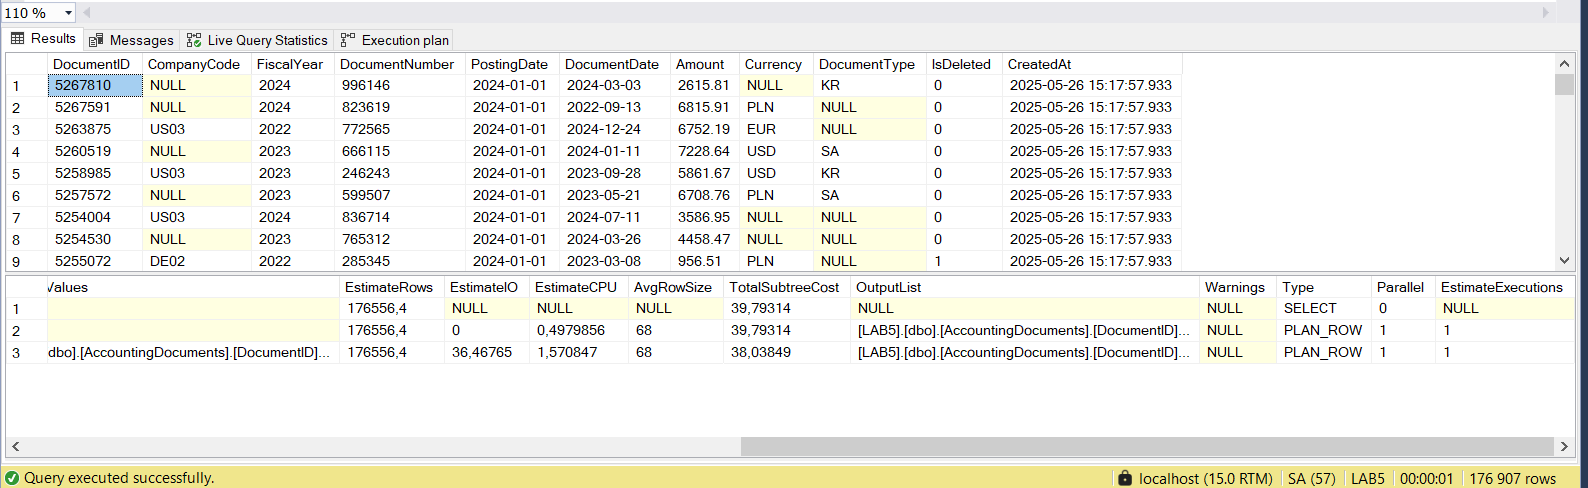 110 %
Results Messages Live Query Statistics Execution plan
DocumentID CompanyCode FiscalYear DocumentNumber PostingDate DocumentDate Amount Currency DocumentType IsDeleted CreatedAt
1 5267810 NULL 2024 996146 2024-01-01 2024-03-03 2615.81 NULL KR 0 2025-05-26 15:17:57.933
2 5267591 NULL 2024 823619 2024-01-01 2022-09-13 6815.91 PLN NULL 0 2025-05-26 15:17:57.933
3 5263875 US03 2022 772565 2024-01-01 2024-12-24 6752.19 EUR NULL 0 2025-05-26 15:17:57.933
4 5260519 NULL 2023 666115 2024-01-01 2024-01-11 7228.64 USD SA 0 2025-05-26 15:17:57.933
5 5258985 US03 2023 246243 2024-01-01 2023-09-28 5861.67 USD KR 0 2025-05-26 15:17:57.933
6 5257572 NULL 2023 599507 2024-01-01 2023-05-21 6708.76 PLN SA 0 2025-05-26 15:17:57.933
7 5254004 US03 2024 836714 2024-01-01 2024-07-11 3586.95 NULL NULL 0 2025-05-26 15:17:57.933
8 5254530 NULL 2023 765312 2024-01-01 2024-03-26 4458.47 NULL NULL 0 2025-05-26 15:17:57.933
9 5255072 DE02 2022 285345 2024-01-01 2023-03-08 956.51 PLN NULL 1 2025-05-26 15:17:57.933
Values EstimateRows EstimateIO EstimateCPU AvgRowSize TotalSubtreeCost OutputList Warnings Type Parallel EstimateExecutions
1 176556,4 NULL NULL NULL 39,79314 NULL NULL SELECT 0 NULL
2 176556,4 0 0,4979856 68 39,79314 [LAB5].[dbo].[AccountingDocuments].[DocumentID]... NULL PLAN_ROW 1 1
3 dbo].[AccountingDocuments].[DocumentID]... 176556,4 36,46765 1,570847 68 38,03849 [LAB5].[dbo].[AccountingDocuments].[DocumentID]... NULL PLAN_ROW 1 1
Query executed successfully. localhost (15.0 RTM) SA (57) LAB5 00:00:01 176 907 rows